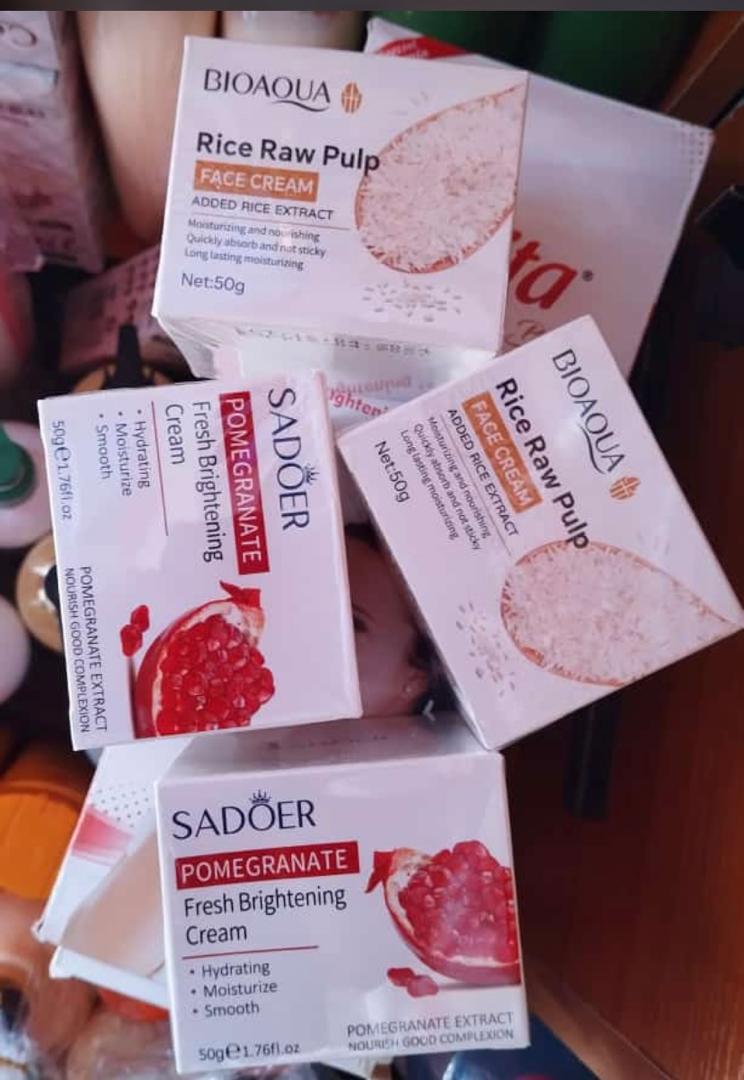 BIOAQUA
Rice Raw Pulp
FACE CREAM
ADDED RICE EXTRACT
Moisturizing and nourishing
Quickly absorb and not sticky
Long lasting moisturizing
Net:50g
ta®
SADOER
POMEGRANATE
Fresh Brightening
Cream
• Hydrating
• Moisturize
• Smooth
50g℮1.76fl.oz
POMEGRANATE EXTRACT
NOURISH GOOD COMPLEXION
BIOAQUA
Rice Raw Pulp
FACE CREAM
ADDED RICE EXTRACT
Moisturizing and nourishing
Quickly absorb and not sticky
Long lasting moisturizing
Net:50g
SADOER
POMEGRANATE
Fresh Brightening
Cream
• Hydrating
• Moisturize
• Smooth
50g℮1.76fl.oz
POMEGRANATE EXTRACT
NOURISH GOOD COMPLEXION